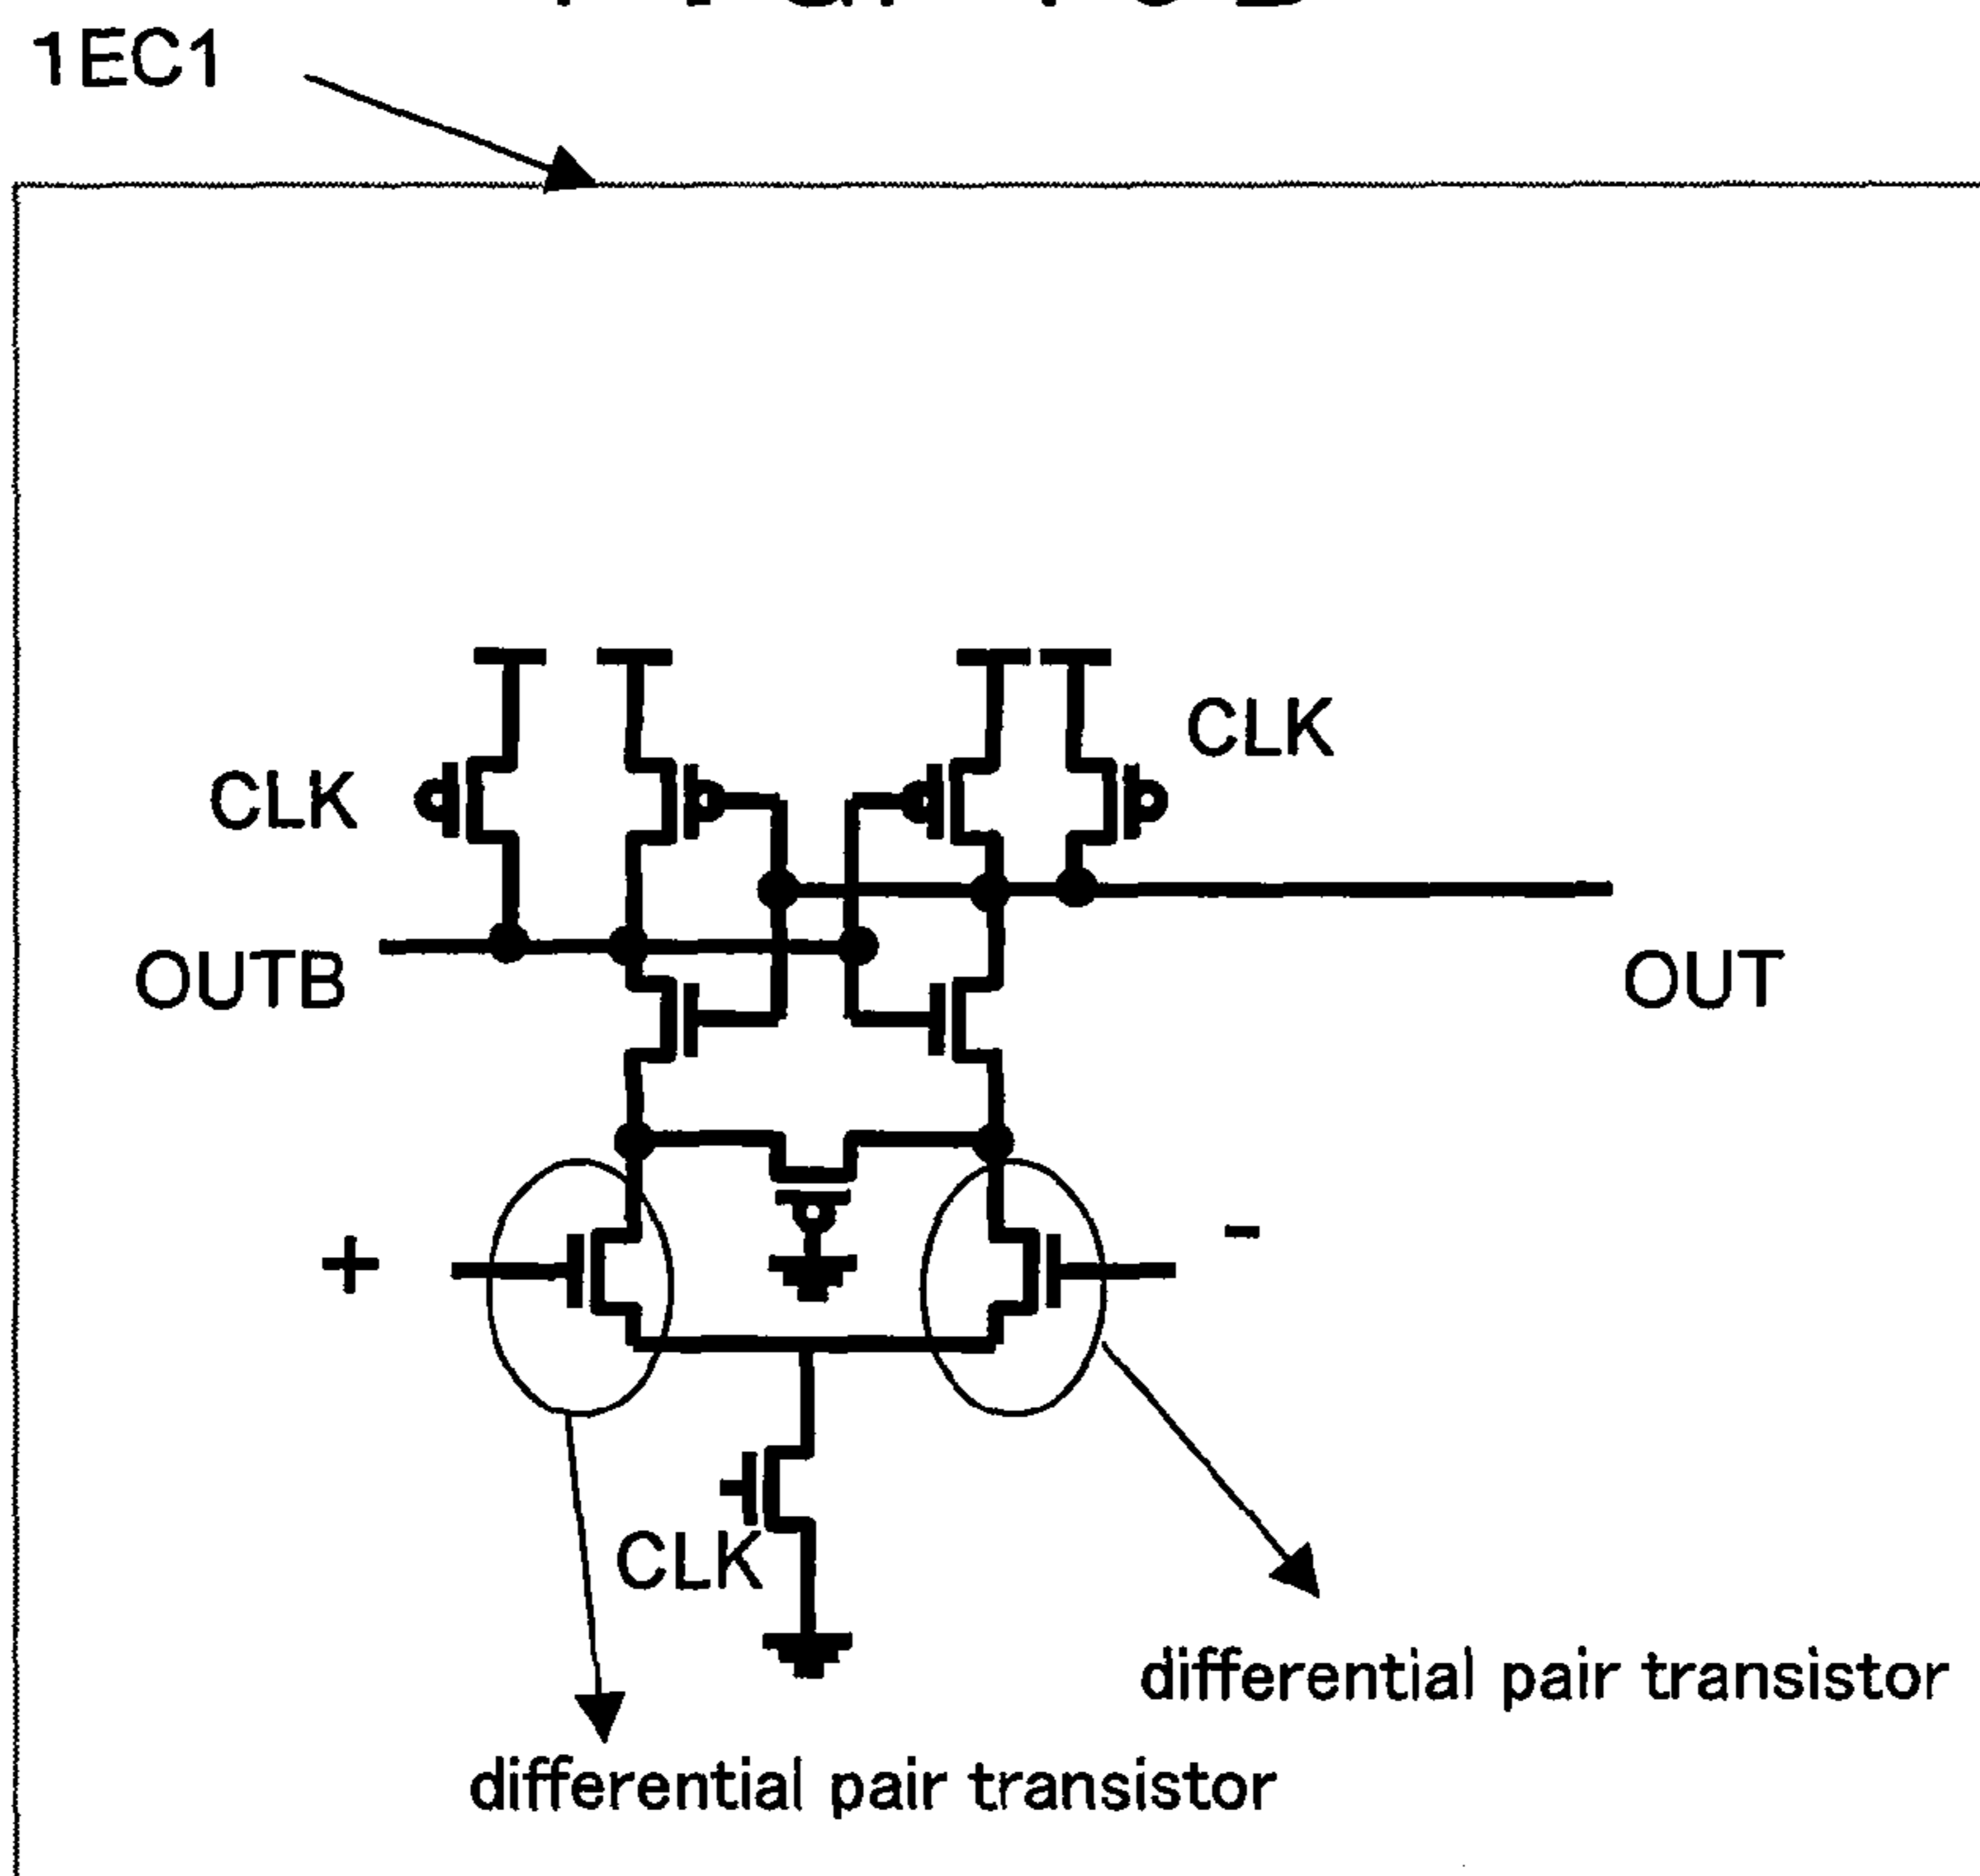 1EC1
CLK
CLK
OUTB
OUT
+
-
CLK
differential pair transistor
differential pair transistor